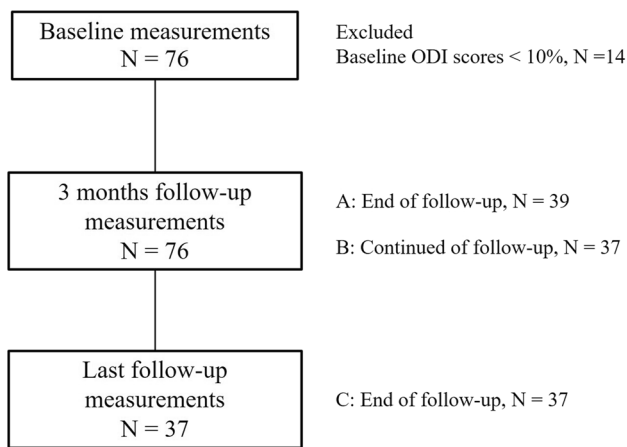 Baseline measurements
N = 76
Excluded
Baseline ODI scores < 10%, N =14
3 months follow-up
measurements
N = 76
A: End of follow-up, N = 39
B: Continued of follow-up, N = 37
Last follow-up
measurements
N = 37
C: End of follow-up, N = 37